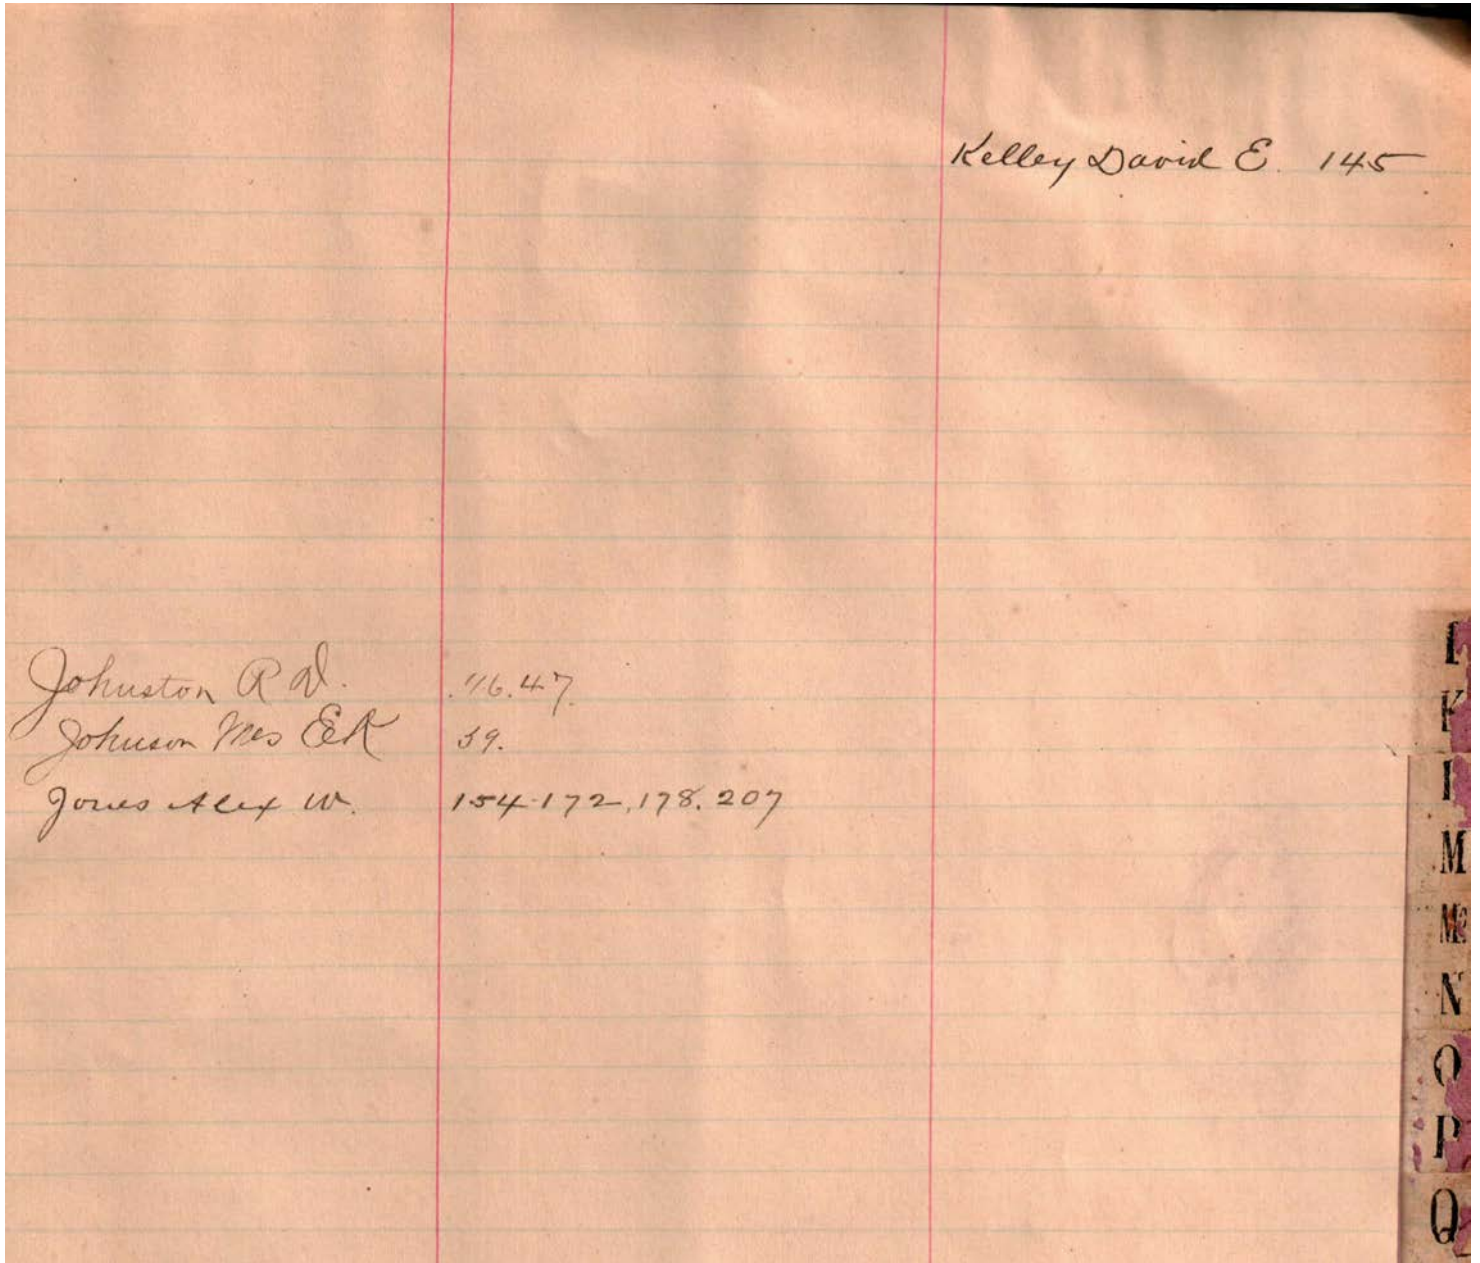 Kelley David E. 145
Johnston R D. 46.47.
Johnson Mrs E R 39.
Jones Alex W. 154.172,178.207
K
M
Mc
N
O
P
Q